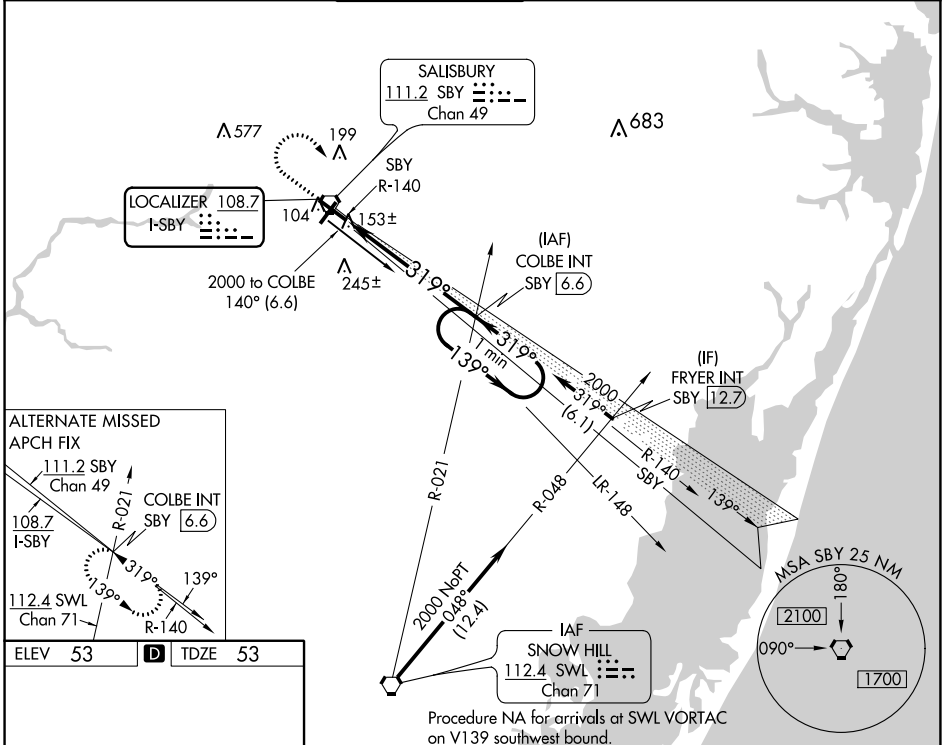 SALISBURY
111.2 SBY
Chan 49
577
199
683
SBY
R-140
LOCALIZER 108.7
I-SBY
104
153±
245±
2000 to COLBE
140° (6.6)
319°
(IAF)
COLBE INT
SBY 6.6
319°
1 min
139°
2000
319°
(6.1)
(IF)
FRYER INT
SBY 12.7
R-140
SBY
139°
R-021
R-048
LR-148
2000 NoPT
048°
(12.4)
IAF
SNOW HILL
112.4 SWL
Chan 71
Procedure NA for arrivals at SWL VORTAC
on V139 southwest bound.
ALTERNATE MISSED
APCH FIX
111.2 SBY
Chan 49
R-021
COLBE INT
SBY 6.6
108.7
I-SBY
319°
139°
139°
112.4 SWL
Chan 71
R-140
ELEV 53 D TDZE 53
MSA SBY 25 NM
180°
2100
090°
1700